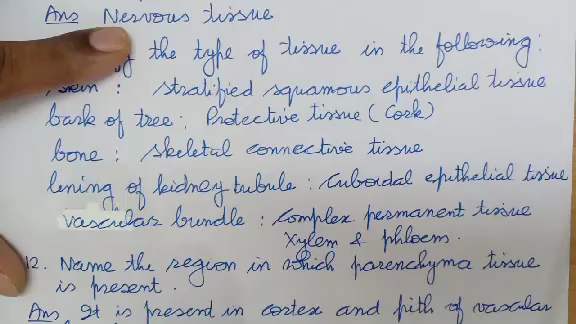 Ans Nervous tissue
the type of tissue in the following:
skin : stratified squamous epithelial tissue
bark of tree: Protective tissue (Cork)
bone : skeletal connective tissue
lening of kidney tubule : Cuboidal epithelial tissue
vascular bundle : Complex permanent tissue
Xylem & phloem.
12. Name the region in which parenchyma tissue
is present.
Ans. It is present in cortex and pith of vascular